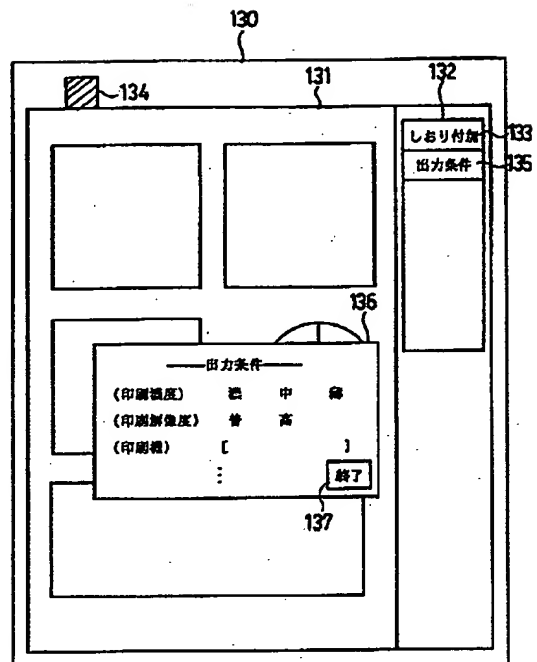 130
134
131
132
しおり付加
133
出力条件
135
136
出力条件
(印刷濃度) 濃 中 薄
(印刷解像度) 普 高
(印刷機) [ ]
⋮
終了
137